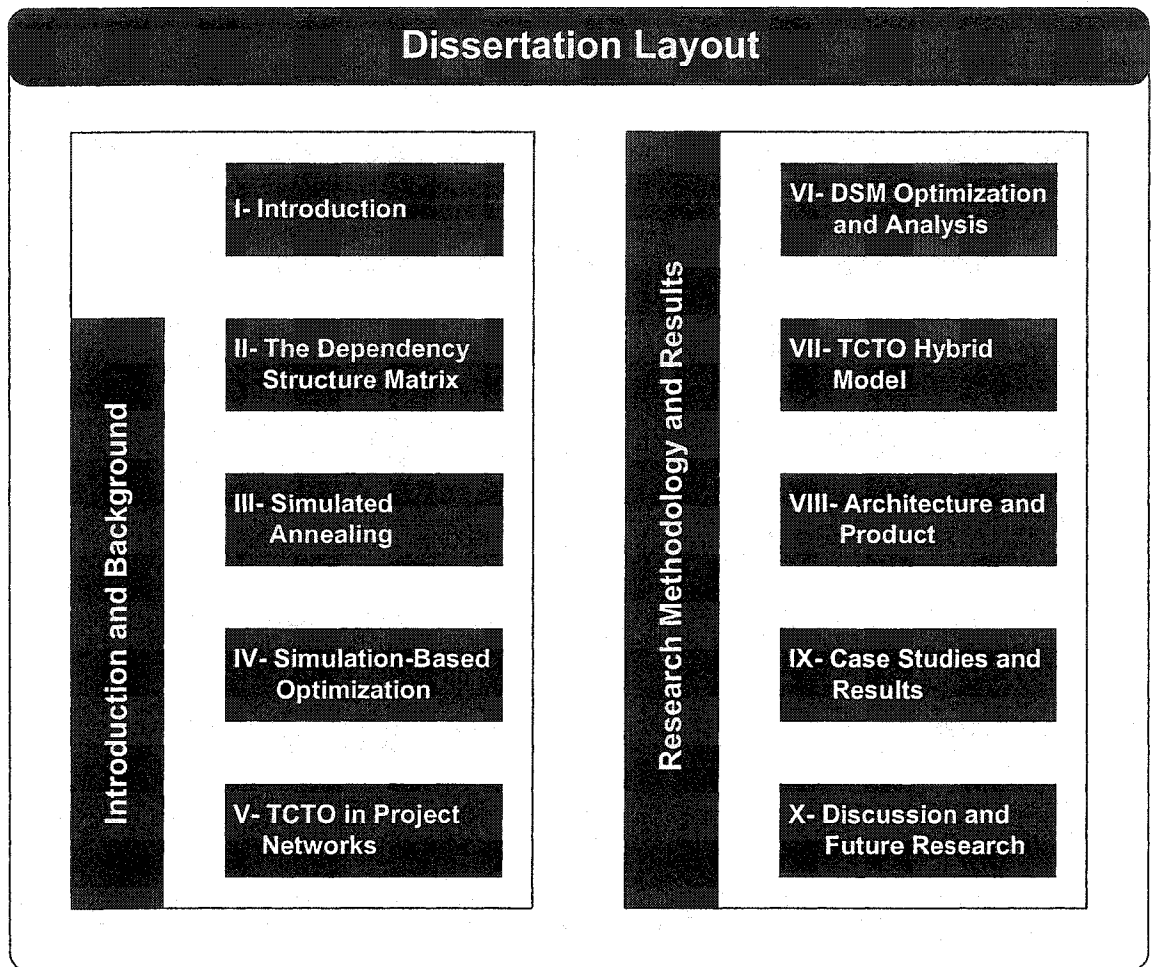 Dissertation Layout
Introduction and Background
I- Introduction
II- The Dependency
Structure Matrix
III- Simulated
Annealing
IV- Simulation-Based
Optimization
V- TCTO in Project
Networks
Research Methodology and Results
VI- DSM Optimization
and Analysis
VII- TCTO Hybrid
Model
VIII- Architecture and
Product
IX- Case Studies and
Results
X- Discussion and
Future Research